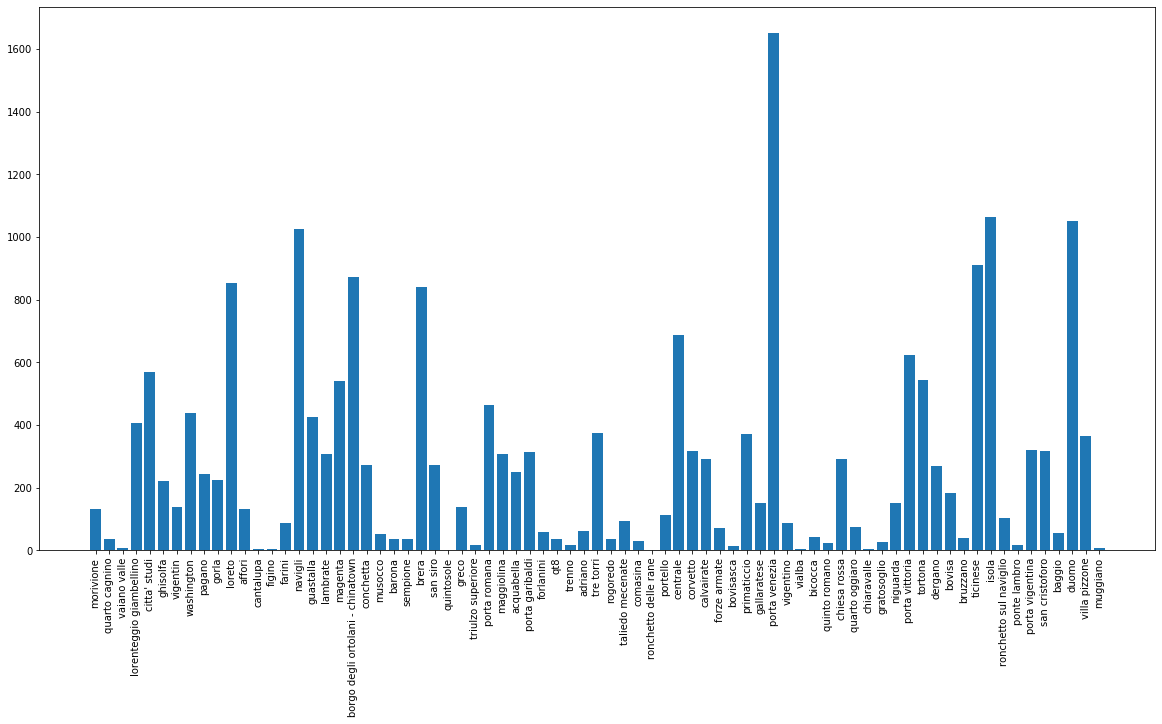 1600
1400
1200
1000
800
600
400
200
0
morivione
quarto cagnino
vaiano valle
lorenteggio giambellino
citta' studi
ghisolfa
vigentin
washington
pagano
gorla
loreto
affori
cantalupa
figino
farini
navigli
guastalla
lambrate
magenta
borgo degli ortolani - chinatown
conchetta
musocco
barona
sempione
brera
san siro
quintosole
greco
triulzo superiore
porta romana
maggiolina
acquabella
porta garibaldi
forlanini
qt8
trenno
adriano
tre torri
rogoredo
taliedo mecenate
comasina
ronchetto delle rane
portello
centrale
corvetto
calvairate
forze armate
bovisasca
primaticcio
gallaratese
porta venezia
vigentino
vialba
bicocca
quinto romano
chiesa rossa
quarto oggiaro
chiaravalle
gratosoglio
niguarda
porta vittoria
tortona
dergano
bovisa
bruzzano
ticinese
isola
ronchetto sul naviglio
ponte lambro
porta vigentina
san cristoforo
baggio
duomo
villa pizzone
muggiano